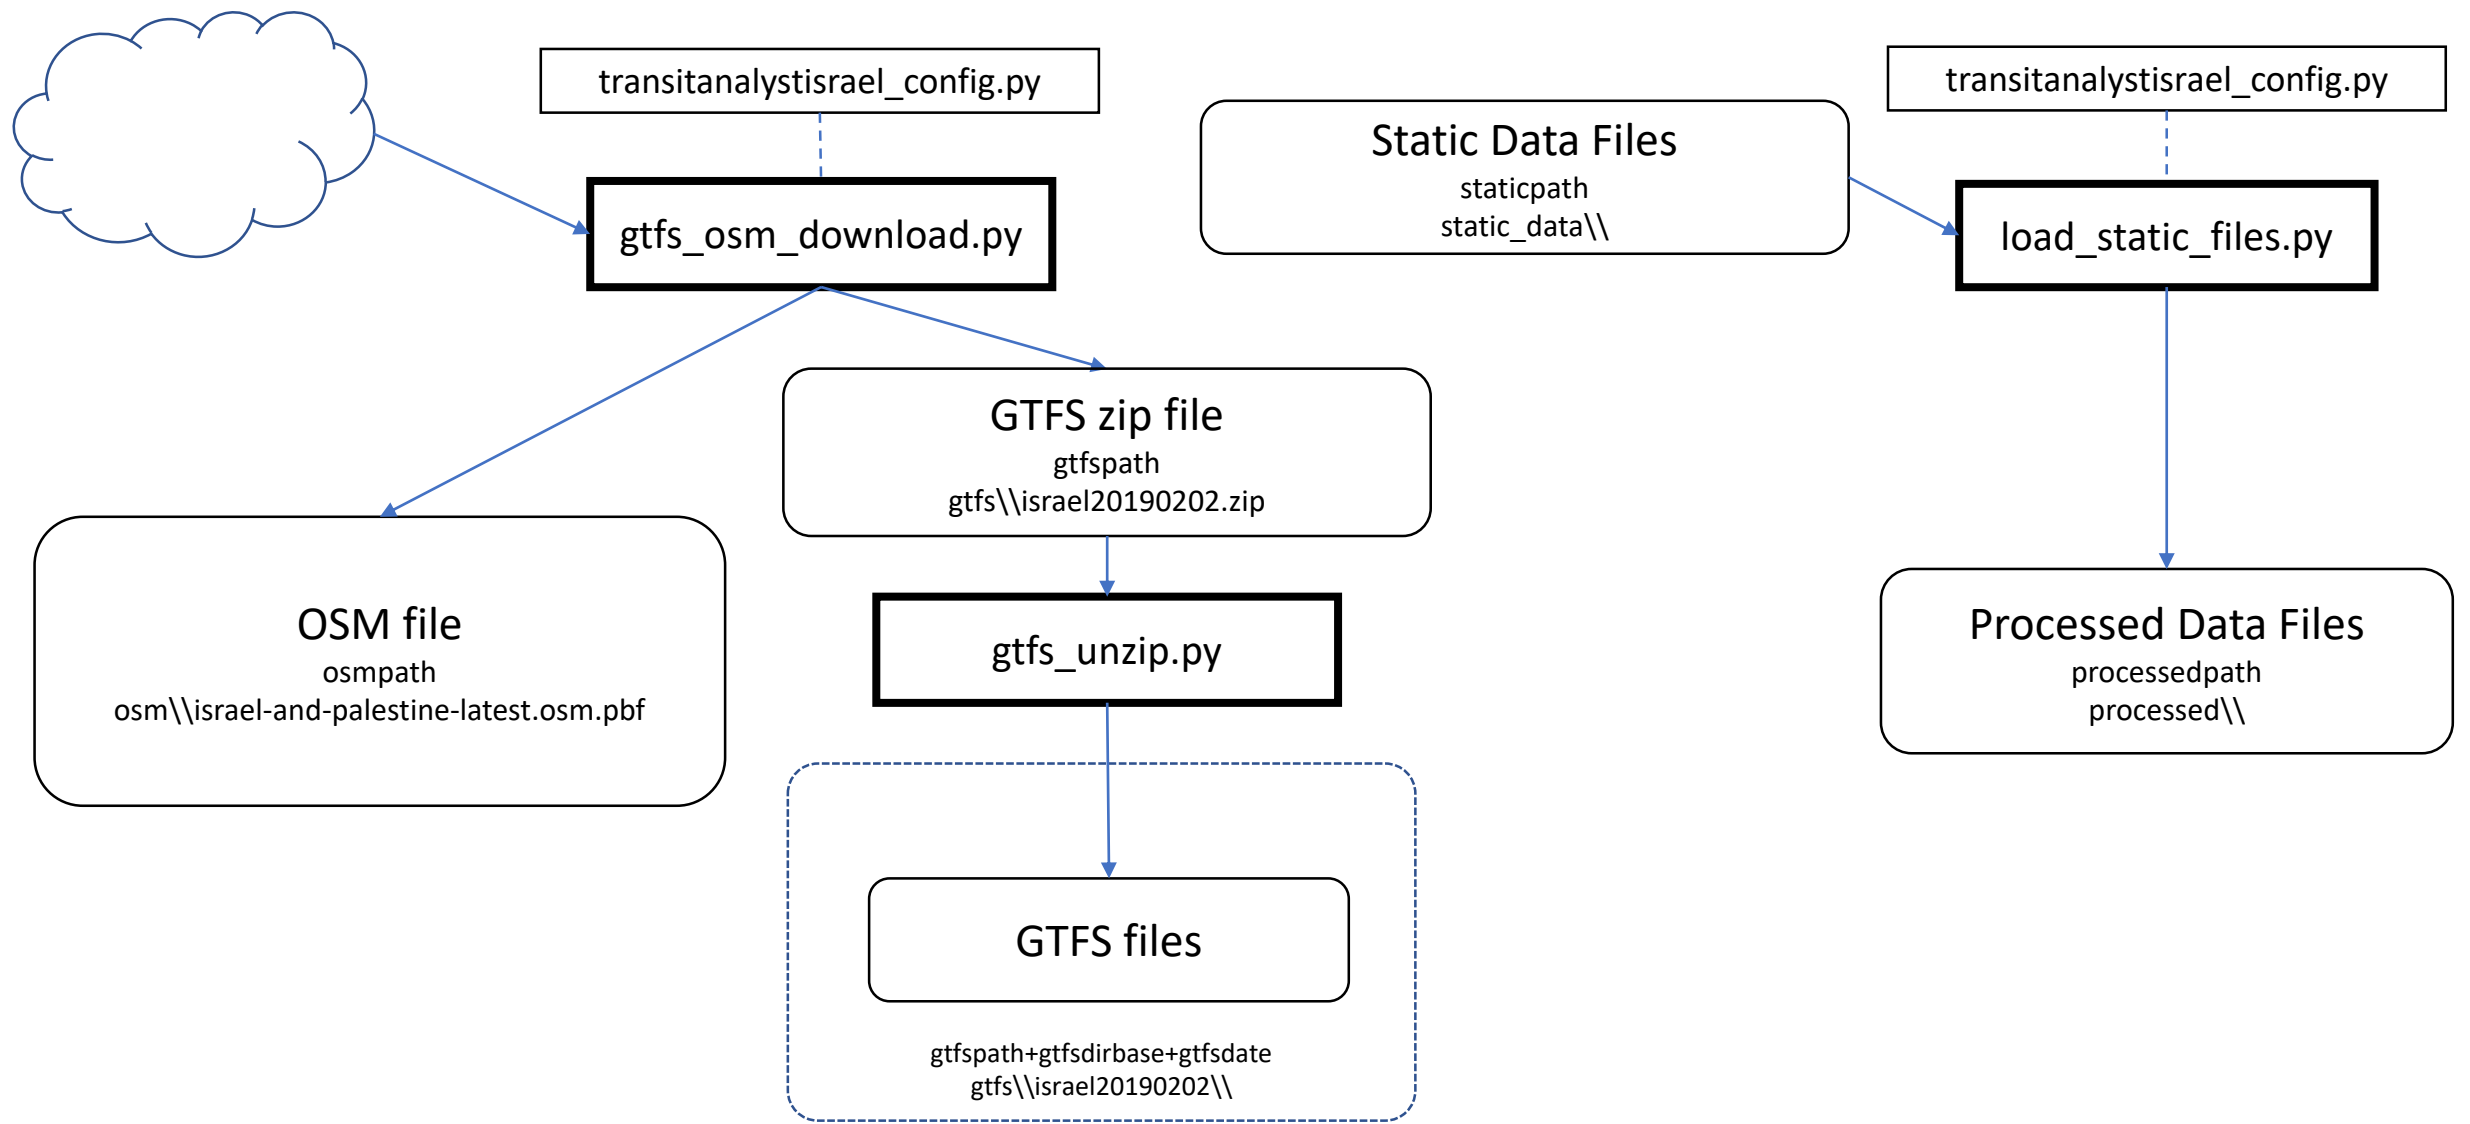 transitanalystisrael_config.py
gtfs_osm_download.py
GTFS zip file
gtfspath
gtfs\\israel20190202.zip
OSM file
osmpath
osm\\israel-and-palestine-latest.osm.pbf
gtfs_unzip.py
GTFS files
gtfspath+gtfsdirbase+gtfsdate
gtfs\\israel20190202\\
Static Data Files
staticpath
static_data\\
transitanalystisrael_config.py
load_static_files.py
Processed Data Files
processedpath
processed\\